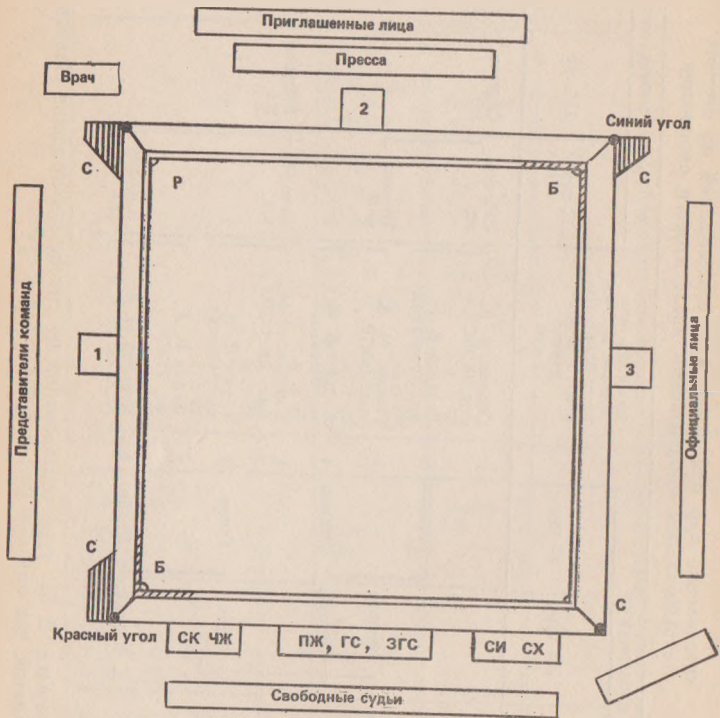 Приглашенные лица
Пресса
Врач
2
Синий угол
С
С
Р
Б
Представители команд
1
3
Официальные лица
С
Б
С
Красный угол
СК ЧЖ
ПЖ, ГС, ЗГС
СИ СХ
Свободные судьи